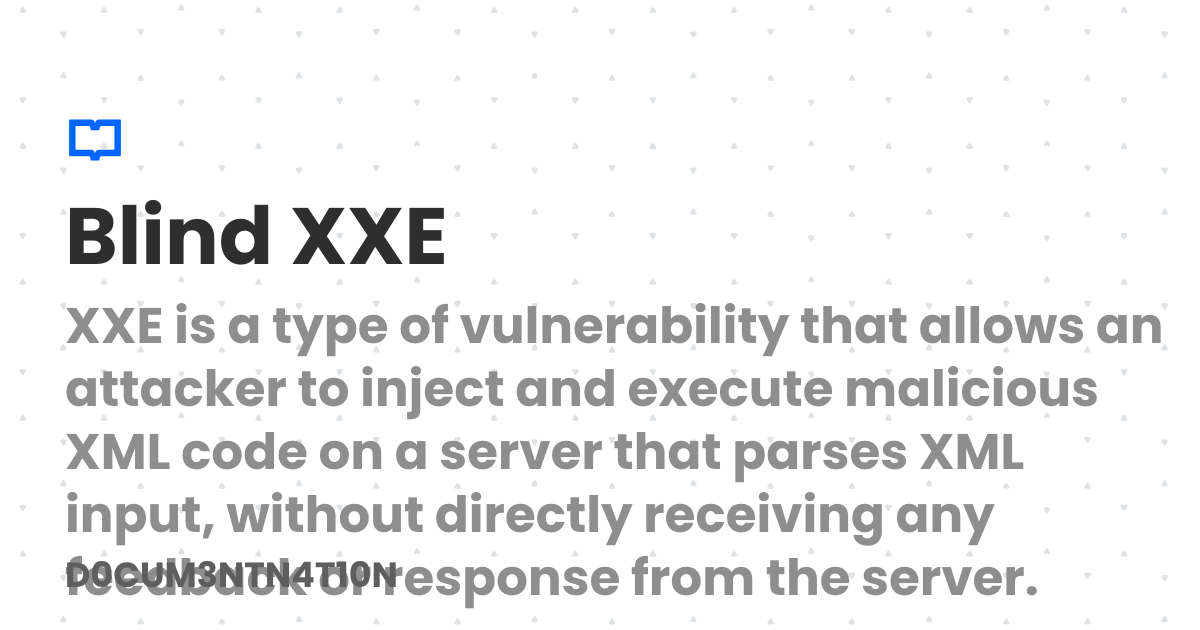 Blind XXE
XXE is a type of vulnerability that allows an
attacker to inject and execute malicious
XML code on a server that parses XML
input, without directly receiving any
feedback or response from the server.
D0CUM3NTN4T10N